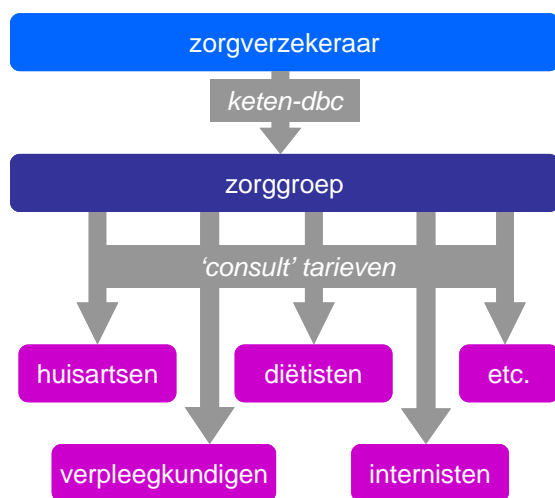 zorgverzekeraar
keten-dbc
zorggroep
‘consult’ tarieven
huisartsen
diëtisten
etc.
verpleegkundigen
internisten